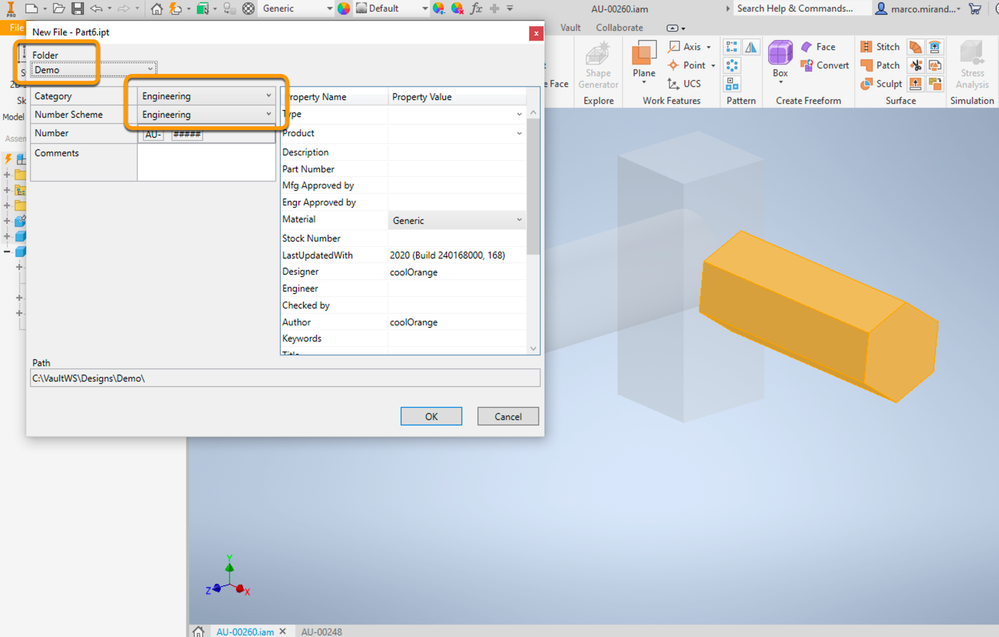 PRO
Generic
Default
fx
AU-00260.iam
Search Help & Commands...
marco.mirand...
File
Vault
Collaborate
New File - Part6.ipt
x
Folder
Demo
Category
Engineering
Number Scheme
Engineering
Number
AU-
#####
Comments
Property Name
Property Value
Type
Product
Description
Part Number
Mfg Approved by
Engr Approved by
Material
Generic
Stock Number
LastUpdatedWith
2020 (Build 240168000, 168)
Designer
coolOrange
Engineer
Checked by
Author
coolOrange
Keywords
Title
Path
C:\VaultWS\Designs\Demo\
OK
Cancel
Sk
Model
Assem
e Face
Shape
Generator
Explore
Plane
Axis
Point
UCS
Work Features
Pattern
Box
Face
Convert
Create Freeform
Stitch
Patch
Sculpt
Surface
Stress
Analysis
Simulation
Y
Z
X
AU-00260.iam
AU-00248